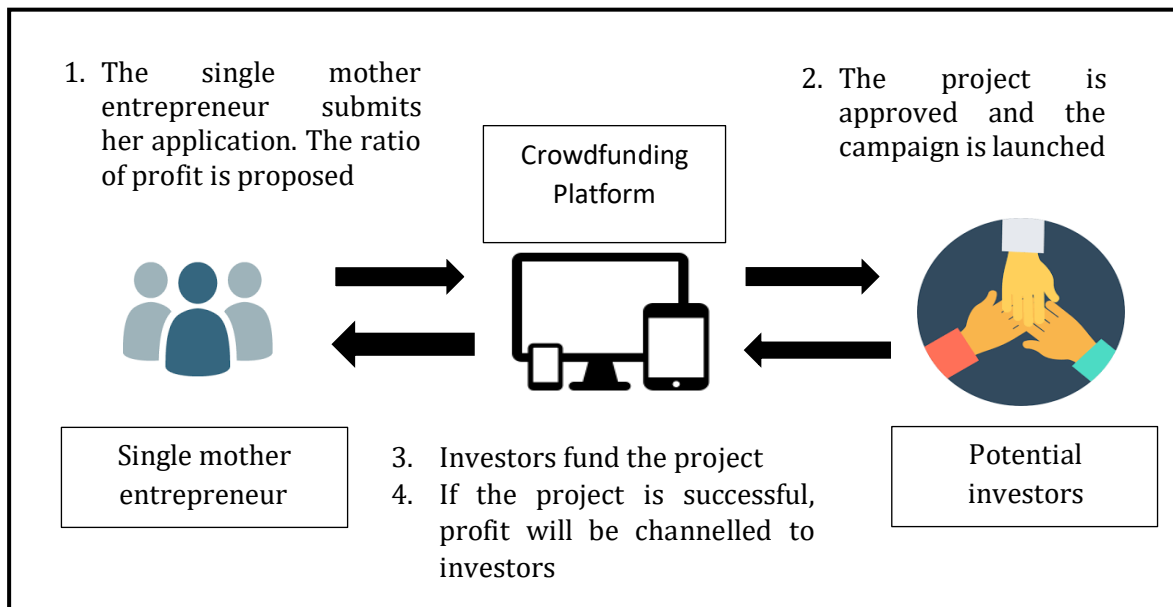 1. The single mother
entrepreneur submits
her application. The ratio
of profit is proposed
2. The project is
approved and the
campaign is launched
Crowdfunding
Platform
Single mother
entrepreneur
3. Investors fund the project
4. If the project is successful,
profit will be channelled to
investors
Potential
investors